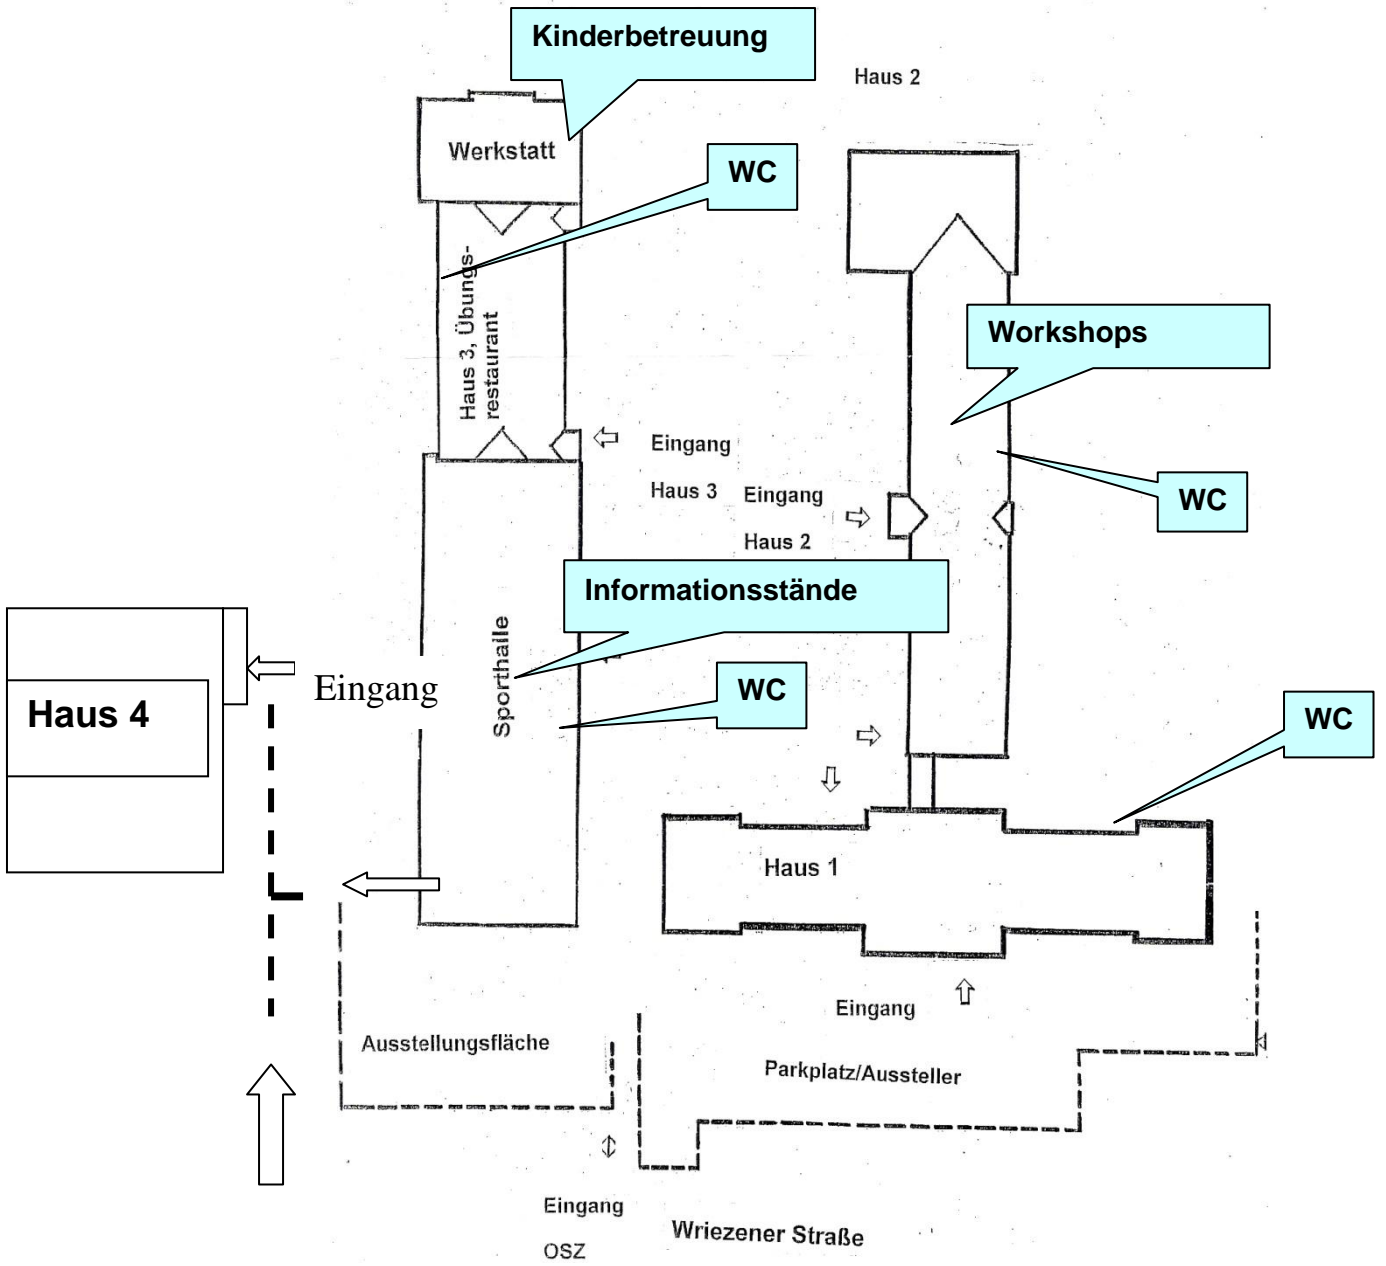 Kinderbetreuung
Haus 2
Werkstatt
WC
Haus 3, Übungs-
restaurant
Workshops
Eingang
Haus 3
Eingang
Haus 2
WC
Informationsstände
Sporthalle
Eingang
Haus 4
WC
WC
Haus 1
Eingang
Ausstellungsfläche
Parkplatz/Aussteller
Eingang
OSZ
Wriezener Straße